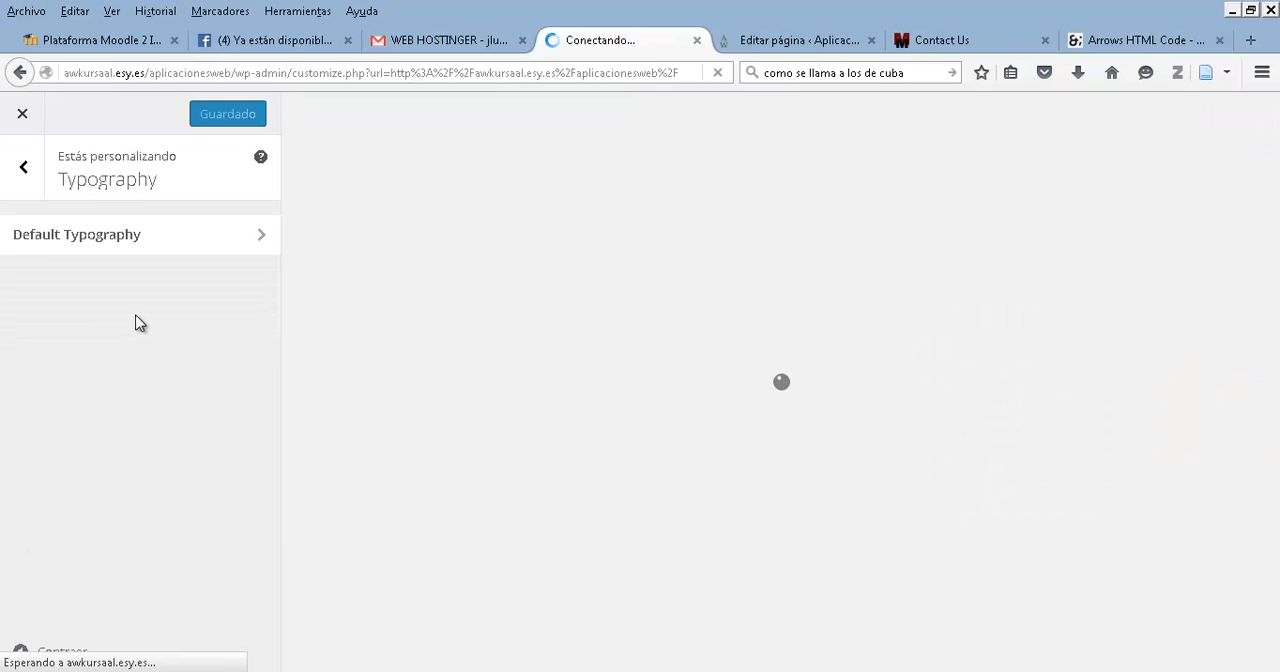 Archivo Editar Ver Historial Marcadores Herramientas Ayuda
Plataforma Moodle 2 I... (4) Ya están disponibl... WEB HOSTINGER - jlu... Conectando... Editar página ‹ Aplicac... Contact Us Arrows HTML Code - ...
awkursaal.esy.es/aplicacionesweb/wp-admin/customize.php?url=http%3A%2F%2Fawkursaal.esy.es%2Faplicacionesweb%2F como se llama a los de cuba
Guardado
Estás personalizando
Typography
Default Typography
Contraer
Esperando a awkursaal.esy.es...